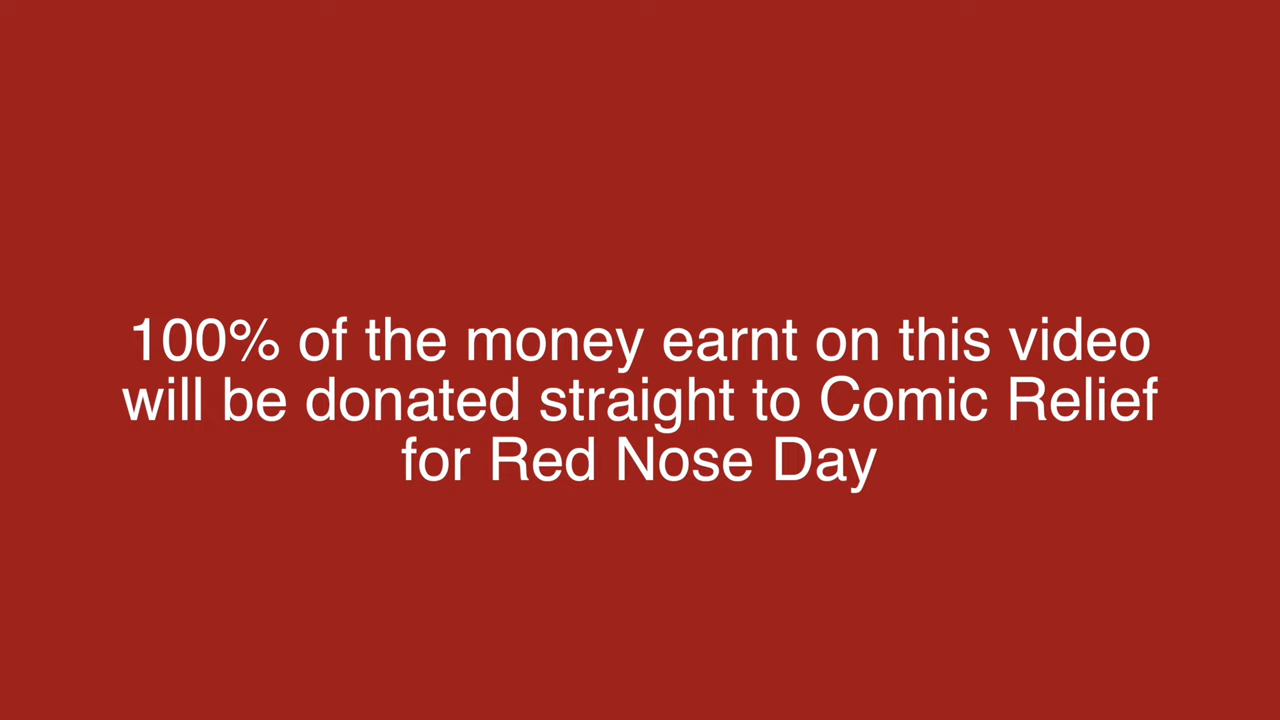 100% of the money earnt on this video
will be donated straight to Comic Relief
for Red Nose Day